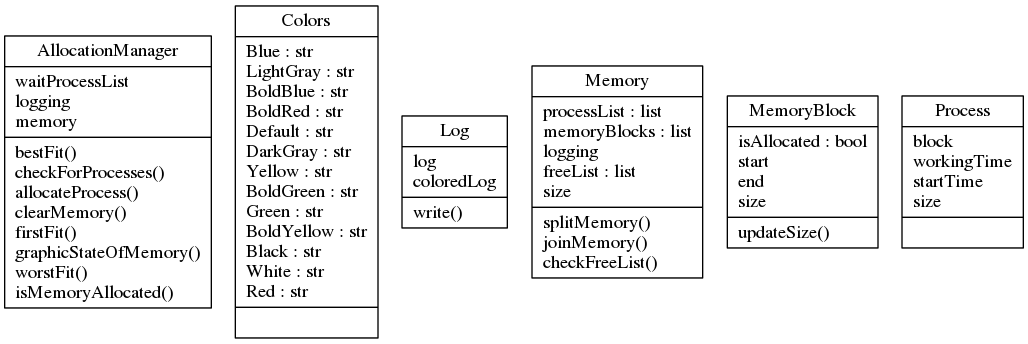 AllocationManager
waitProcessList
logging
memory
bestFit()
checkForProcesses()
allocateProcess()
clearMemory()
firstFit()
graphicStateOfMemory()
worstFit()
isMemoryAllocated()
Colors
Blue : str
LightGray : str
BoldBlue : str
BoldRed : str
Default : str
DarkGray : str
Yellow : str
BoldGreen : str
Green : str
BoldYellow : str
Black : str
White : str
Red : str
Log
log
coloredLog
write()
Memory
processList : list
memoryBlocks : list
logging
freeList : list
size
splitMemory()
joinMemory()
checkFreeList()
MemoryBlock
isAllocated : bool
start
end
size
updateSize()
Process
block
workingTime
startTime
size